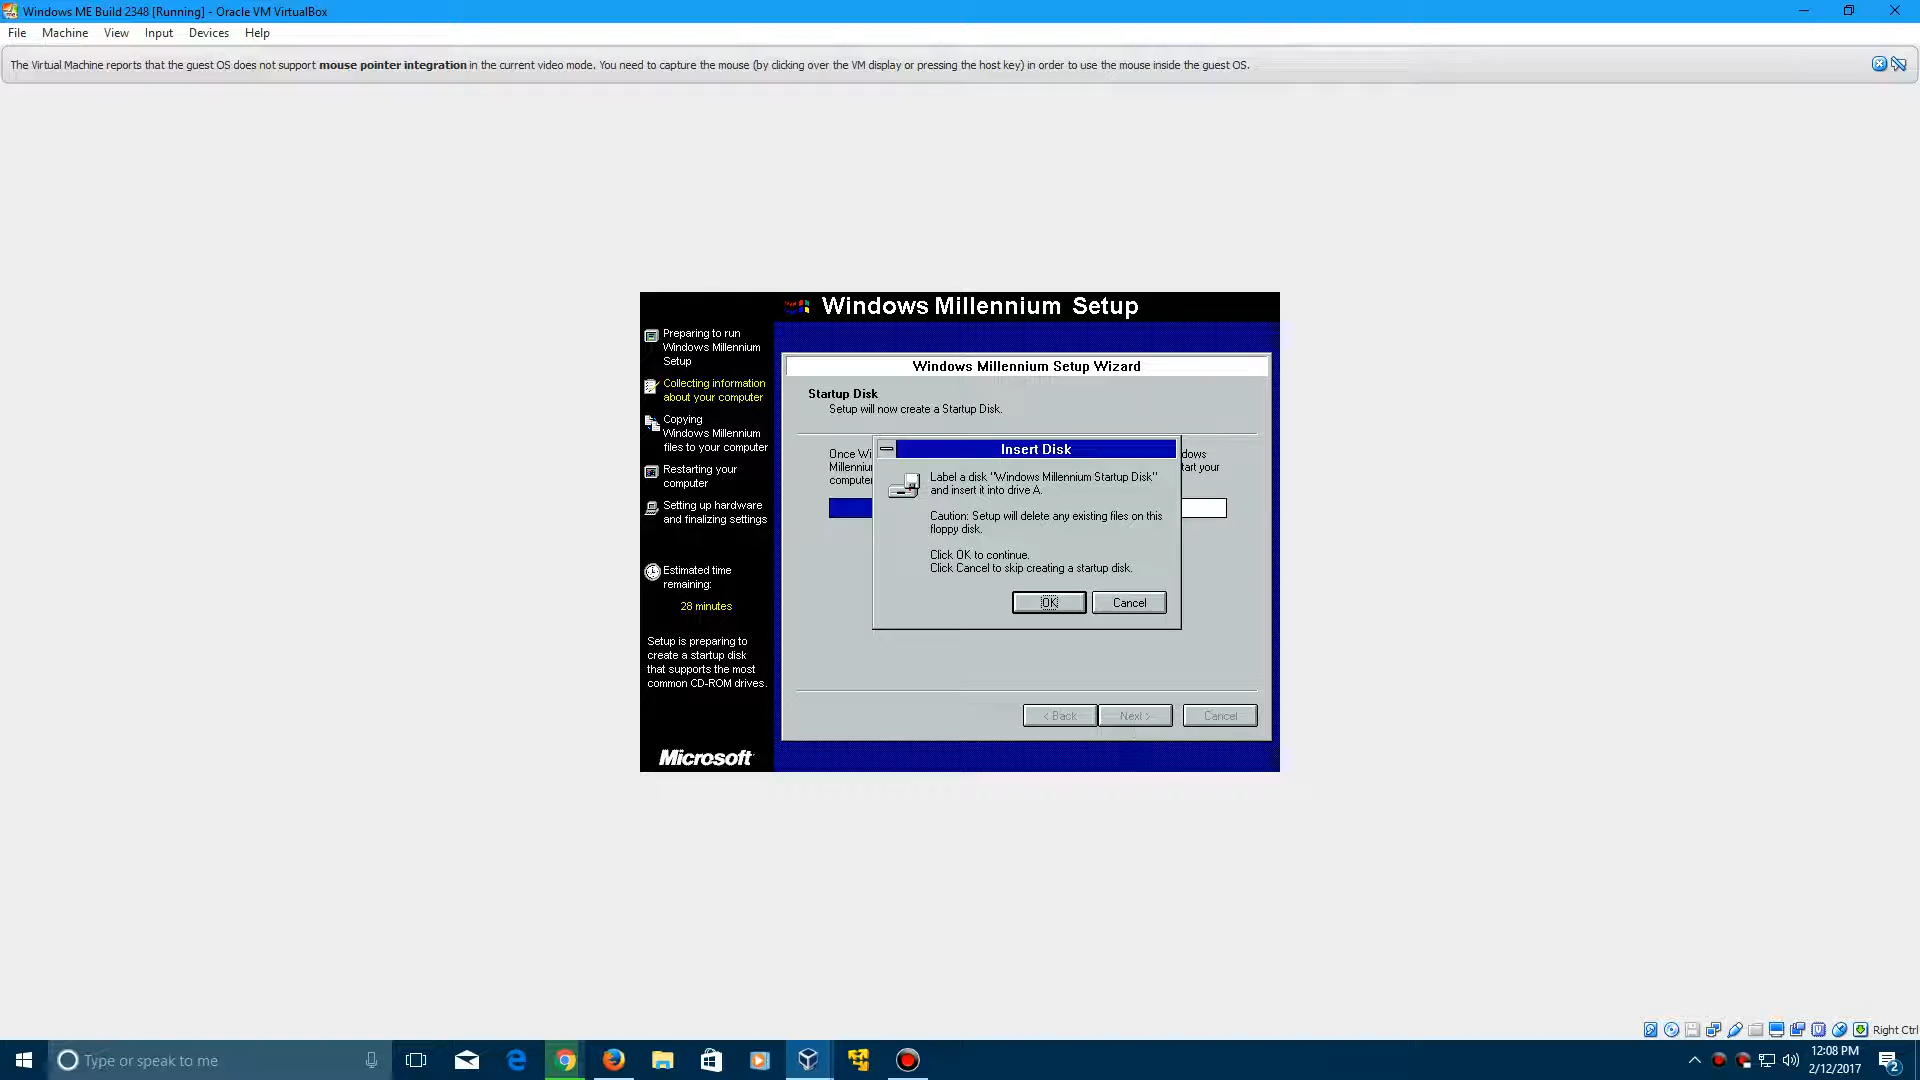 Windows ME Build 2348 [Running] - Oracle VM VirtualBox
File Machine View Input Devices Help
The Virtual Machine reports that the guest OS does not support mouse pointer integration in the current video mode. You need to capture the mouse (by clicking over the VM display or pressing the host key) in order to use the mouse inside the guest OS.
Windows Millennium Setup
Preparing to run
Windows Millennium
Setup
Collecting information
about your computer
Copying
Windows Millennium
files to your computer
Restarting your
computer
Setting up hardware
and finalizing settings
Estimated time
remaining:
28 minutes
Setup is preparing to
create a startup disk
that supports the most
common CD-ROM drives.
Microsoft
Windows Millennium Setup Wizard
Startup Disk
Setup will now create a Startup Disk.
Once
Insert Disk
Label a disk "Windows Millennium Startup Disk"
and insert it into drive A.
Caution: Setup will delete any existing files on this
floppy disk.
Click OK to continue.
Click Cancel to skip creating a startup disk.
OK Cancel
your
< Back Next > Cancel
Right Ctrl
Type or speak to me
12:08 PM
2/12/2017
2